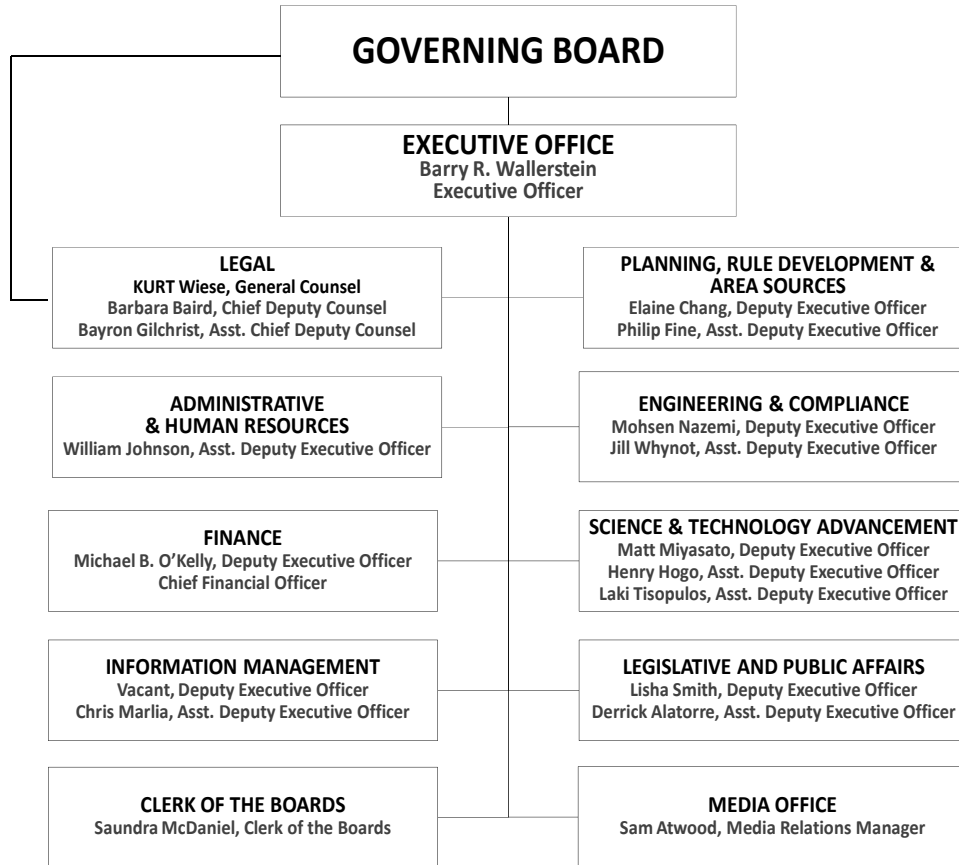 GOVERNING BOARD
EXECUTIVE OFFICE
Barry R. Wallerstein
Executive Officer
LEGAL
KURT Wiese, General Counsel
Barbara Baird, Chief Deputy Counsel
Bayron Gilchrist, Asst. Chief Deputy Counsel
PLANNING, RULE DEVELOPMENT &
AREA SOURCES
Elaine Chang, Deputy Executive Officer
Philip Fine, Asst. Deputy Executive Officer
ADMINISTRATIVE
& HUMAN RESOURCES
William Johnson, Asst. Deputy Executive Officer
ENGINEERING & COMPLIANCE
Mohsen Nazemi, Deputy Executive Officer
Jill Whynot, Asst. Deputy Executive Officer
FINANCE
Michael B. O’Kelly, Deputy Executive Officer
Chief Financial Officer
SCIENCE & TECHNOLOGY ADVANCEMENT
Matt Miyasato, Deputy Executive Officer
Henry Hogo, Asst. Deputy Executive Officer
Laki Tisopulos, Asst. Deputy Executive Officer
INFORMATION MANAGEMENT
Vacant, Deputy Executive Officer
Chris Marlia, Asst. Deputy Executive Officer
LEGISLATIVE AND PUBLIC AFFAIRS
Lisha Smith, Deputy Executive Officer
Derrick Alatorre, Asst. Deputy Executive Officer
CLERK OF THE BOARDS
Saundra McDaniel, Clerk of the Boards
MEDIA OFFICE
Sam Atwood, Media Relations Manager